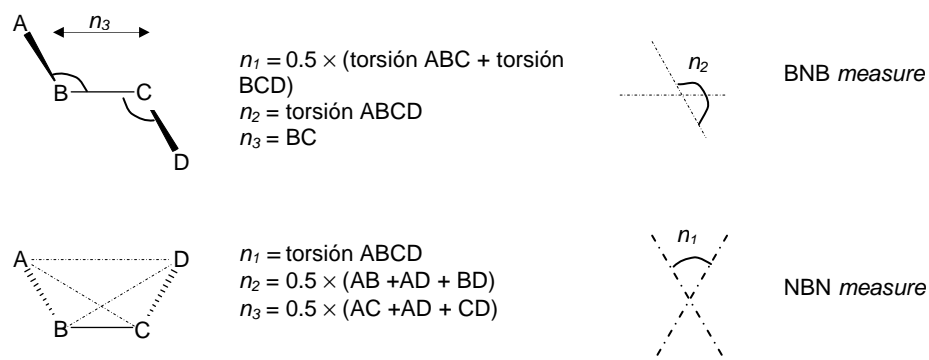 A
n3
B
C
D
n1 = 0.5 × (torsión ABC + torsión
BCD)
n2 = torsión ABCD
n3 = BC
n2
BNB measure
A
D
B
C
n1 = torsión ABCD
n2 = 0.5 × (AB +AD + BD)
n3 = 0.5 × (AC +AD + CD)
n1
NBN measure